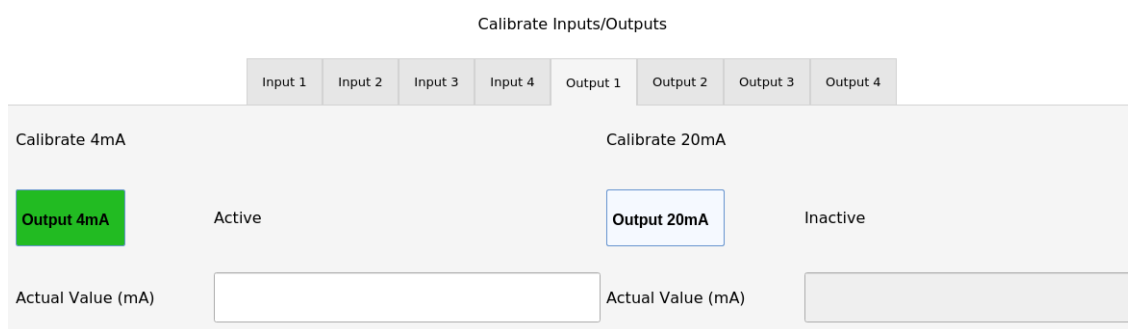 Calibrate Inputs/Outputs
Input 1 Input 2 Input 3 Input 4 Output 1 Output 2 Output 3 Output 4
Calibrate 4mA Calibrate 20mA
Output 4mA Active Output 20mA Inactive
Actual Value (mA) Actual Value (mA)